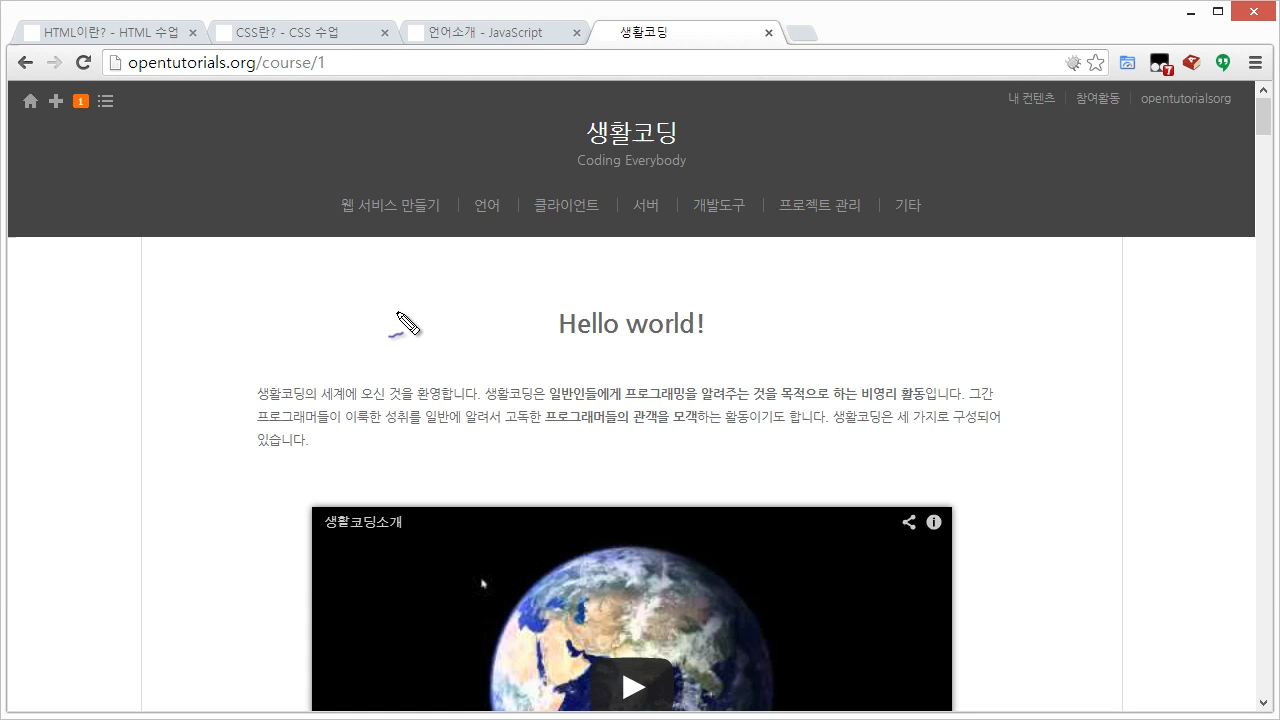 HTML이란? - HTML 수업
CSS란? - CSS 수업
언어소개 - JavaScript
생활코딩
opentutorials.org/course/1
7
1
내 컨텐츠
참여활동
opentutorialsorg
생활코딩
Coding Everybody
웹 서비스 만들기
언어
클라이언트
서버
개발도구
프로젝트 관리
기타
Hello world!
생활코딩의 세계에 오신 것을 환영합니다. 생활코딩은 일반인들에게 프로그래밍을 알려주는 것을 목적으로 하는 비영리 활동입니다. 그간
프로그래머들이 이룩한 성취를 일반에 알려서 고독한 프로그래머들의 관객을 모객하는 활동이기도 합니다. 생활코딩은 세 가지로 구성되어
있습니다.
생활코딩소개